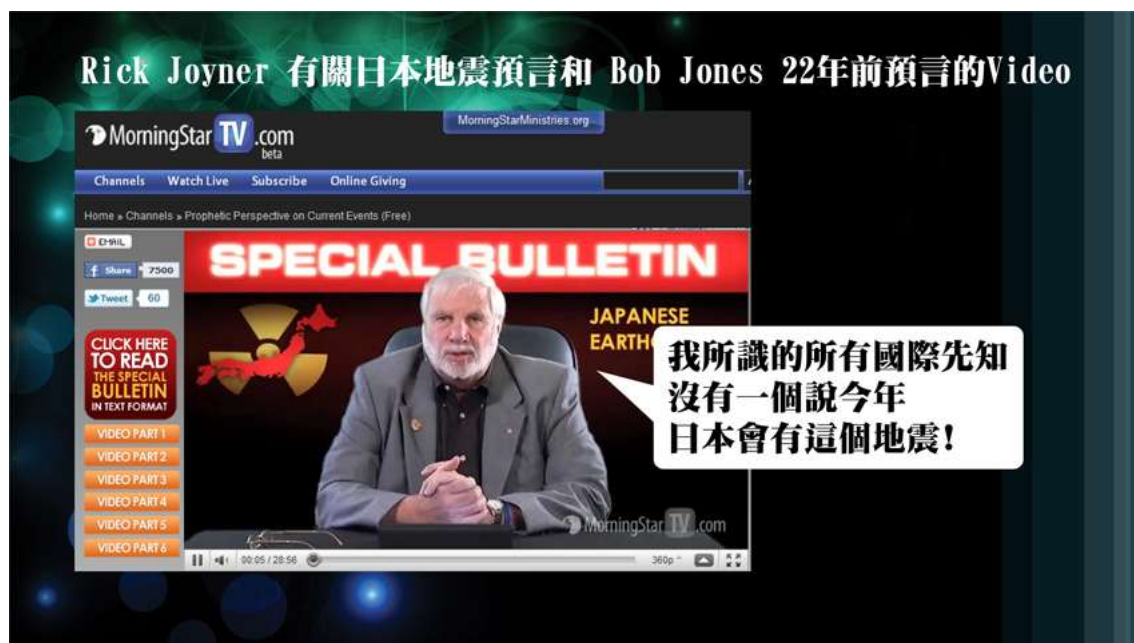 Rick Joyner 有關日本地震預言和 Bob Jones 22年前預言的Video
MorningStarMinistries.org
MorningStar TV .com
beta
Channels Watch Live Subscribe Online Giving
Home » Channels » Prophetic Perspective on Current Events (Free)
EMAIL
Share 7500
Tweet 60
SPECIAL BULLETIN
JAPANESE
EARTH
CLICK HERE
TO READ
THE SPECIAL
BULLETIN
IN TEXT FORMAT
VIDEO PART 1
VIDEO PART 2
VIDEO PART 3
VIDEO PART 4
VIDEO PART 5
VIDEO PART 6
我所識的所有國際先知
沒有一個說今年
日本會有這個地震!
MorningStar TV .com
00:05 / 28:56
360p